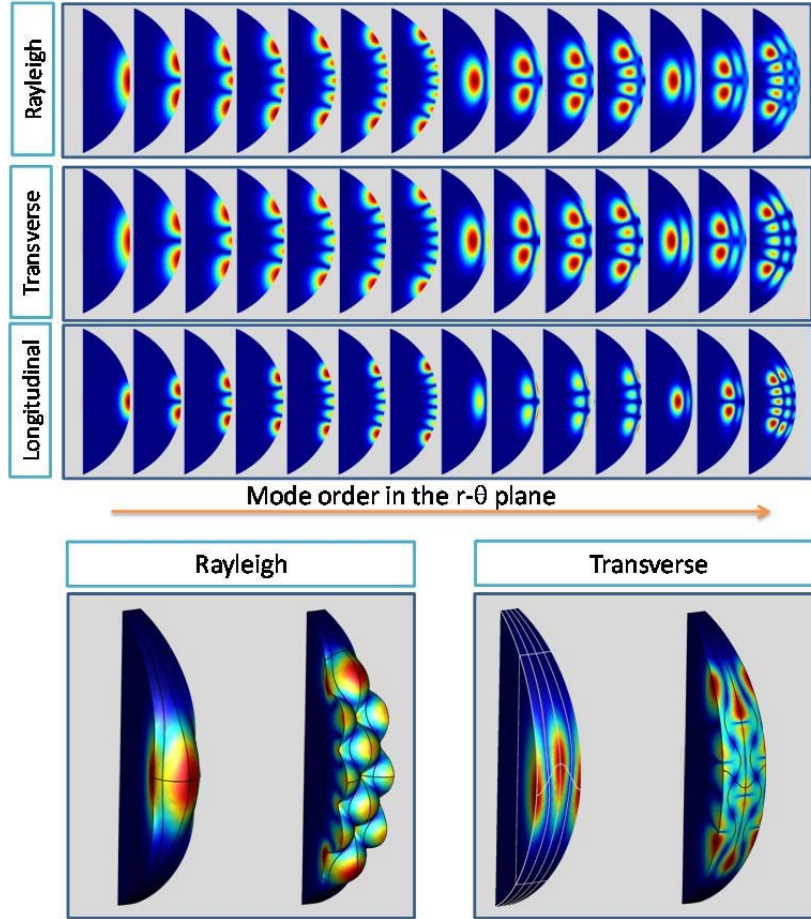 Rayleigh
Transverse
Longitudinal
Mode order in the r-θ plane
Rayleigh
Transverse